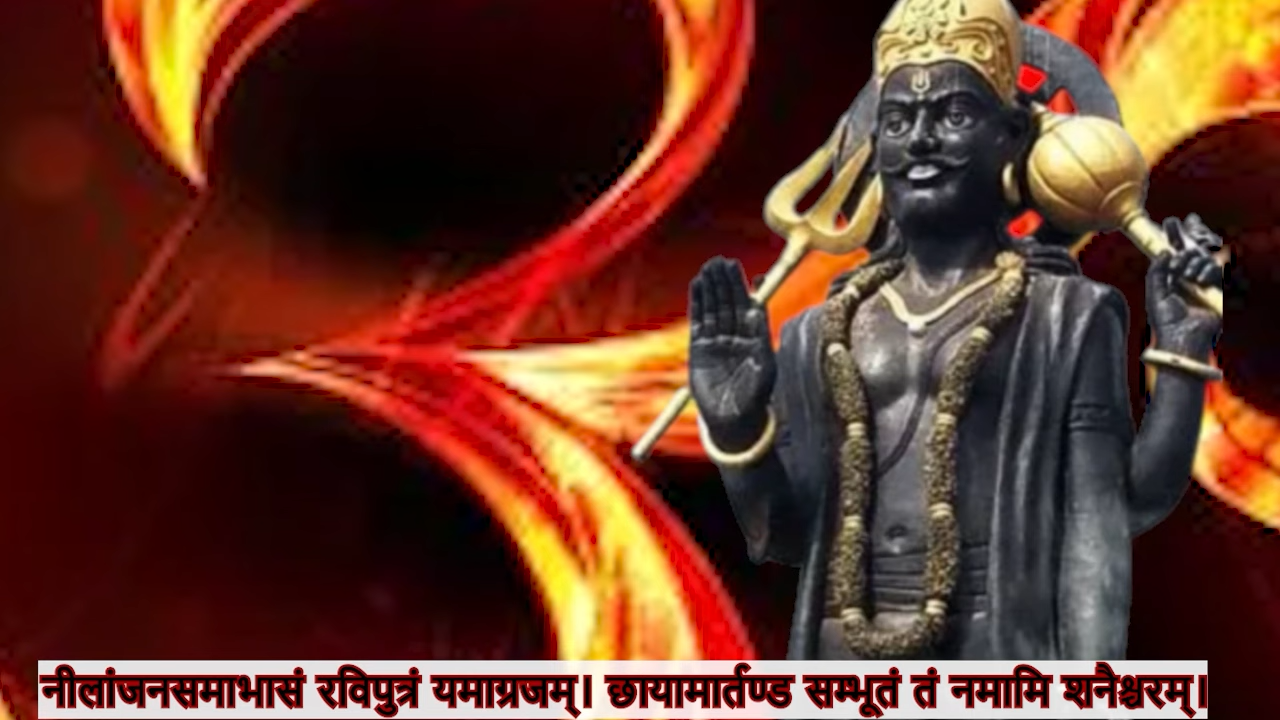 नीलांजनसमाभासं रविपुत्रं यमाग्रजम्। छायामार्तण्ड सम्भूतं तं नमामि शनैश्चरम्।